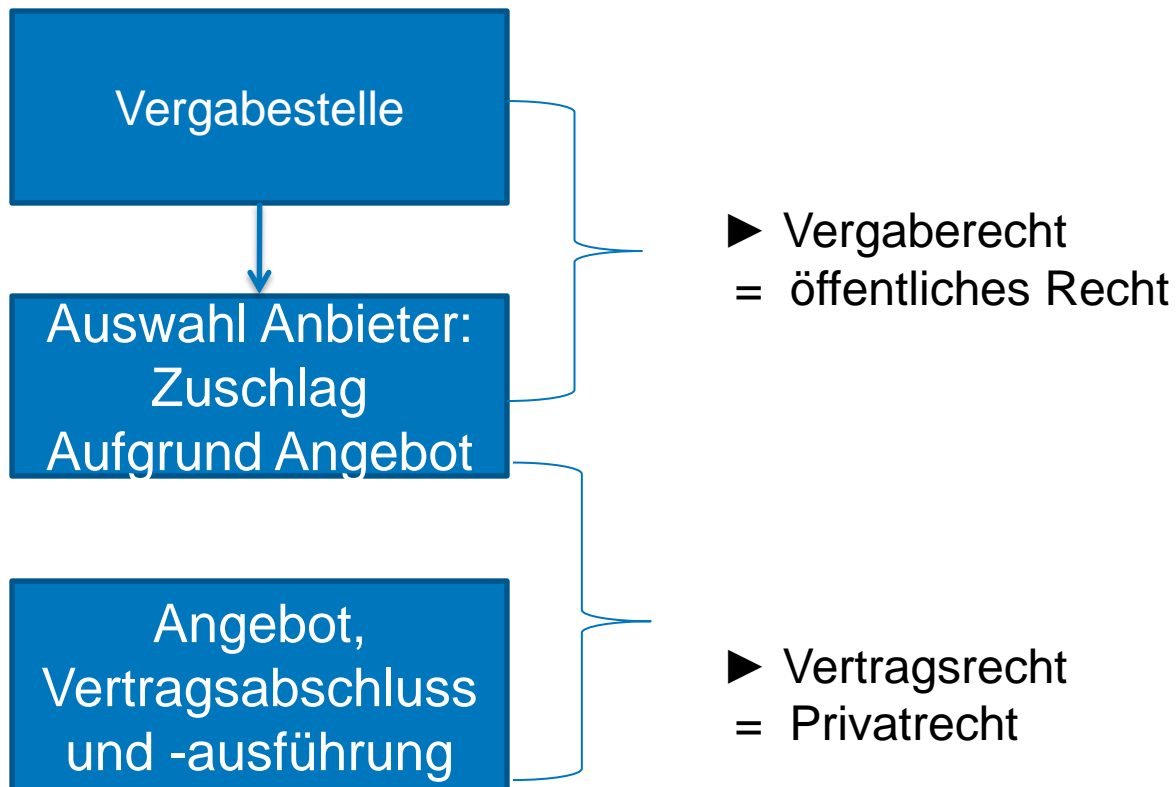 Vergabestelle
► Vergaberecht
= öffentliches Recht
Auswahl Anbieter:
Zuschlag
Aufgrund Angebot
Angebot,
Vertragsabschluss
und -ausführung
► Vertragsrecht
= Privatrecht